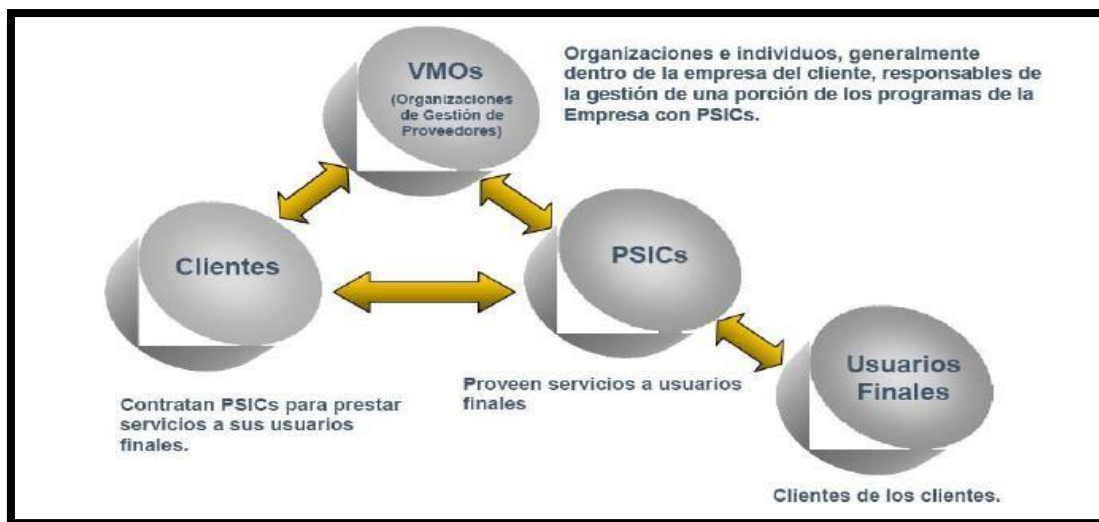 VMOs
(Organizaciones
de Gestión de
Proveedores)
Organizaciones e individuos, generalmente
dentro de la empresa del cliente, responsables de
la gestión de una porción de los programas de la
Empresa con PSICs.
Clientes
PSICs
Contratan PSICs para prestar
servicios a sus usuarios
finales.
Proveen servicios a usuarios
finales
Usuarios
Finales
Clientes de los clientes.